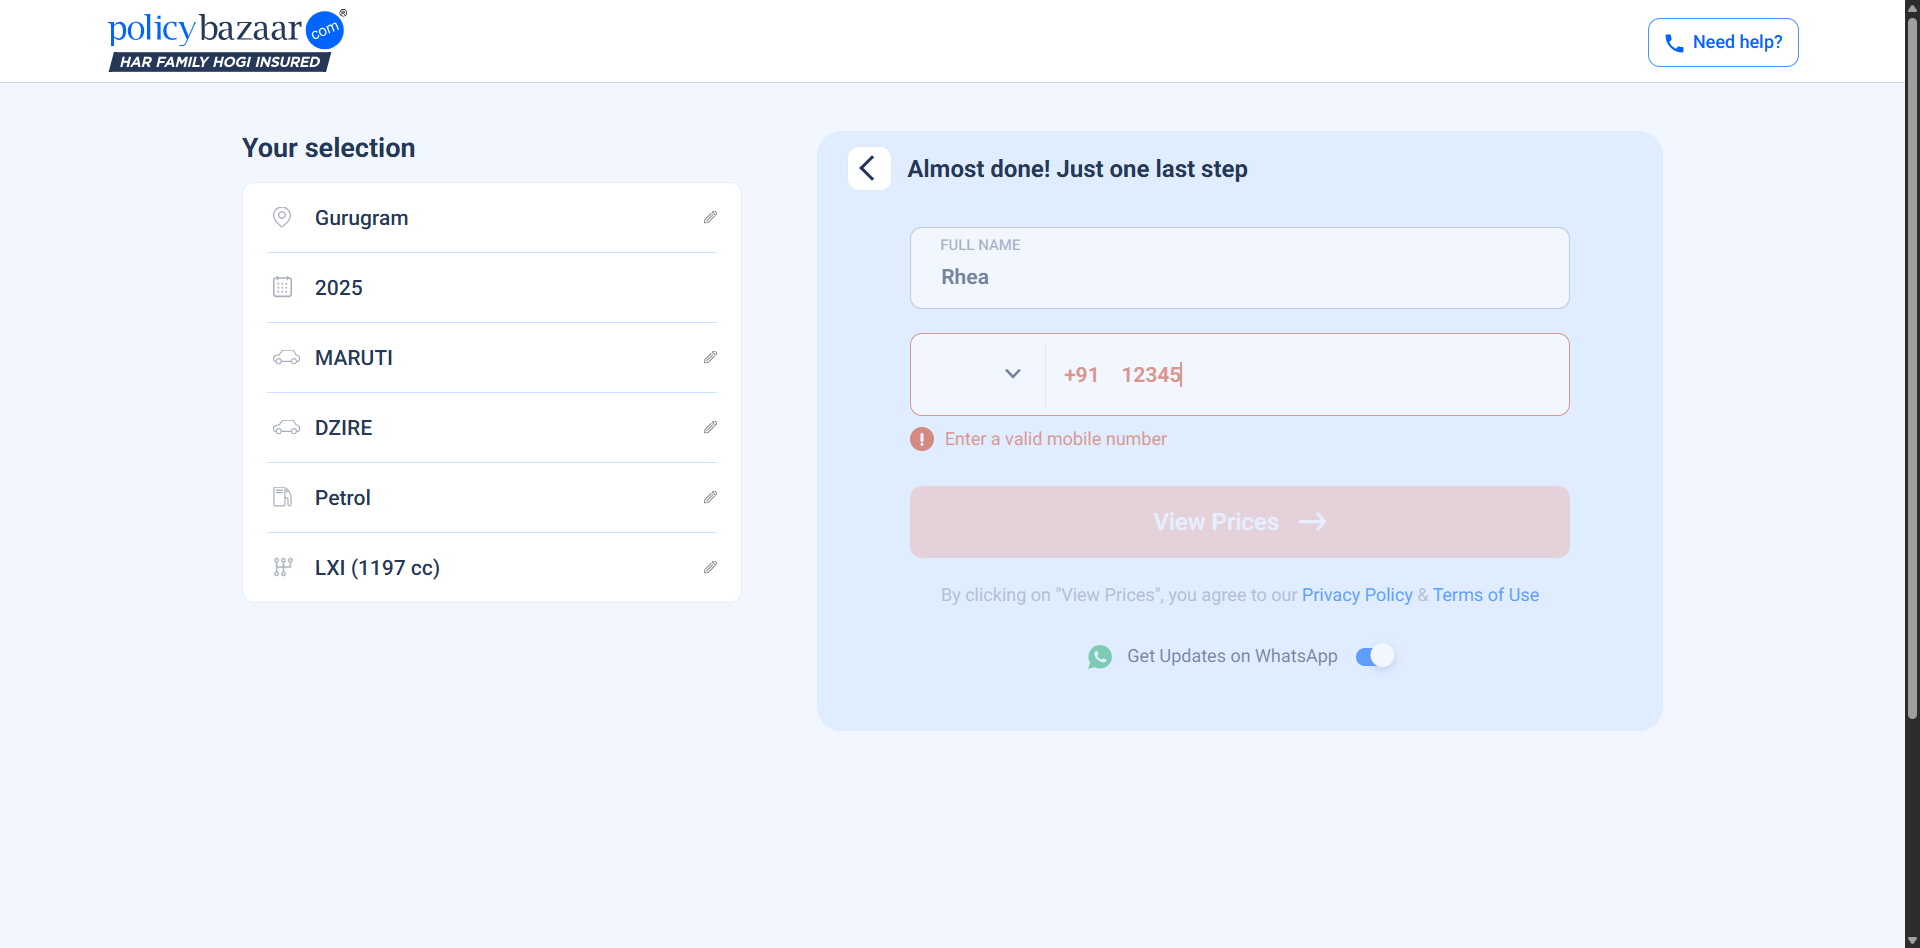 policybazaar com ®
HAR FAMILY HOGI INSURED
Need help?
Your selection
Gurugram
2025
MARUTI
DZIRE
Petrol
LXI (1197 cc)
Almost done! Just one last step
FULL NAME
Rhea
+91 12345
Enter a valid mobile number
View Prices
By clicking on "View Prices", you agree to our Privacy Policy & Terms of Use
Get Updates on WhatsApp